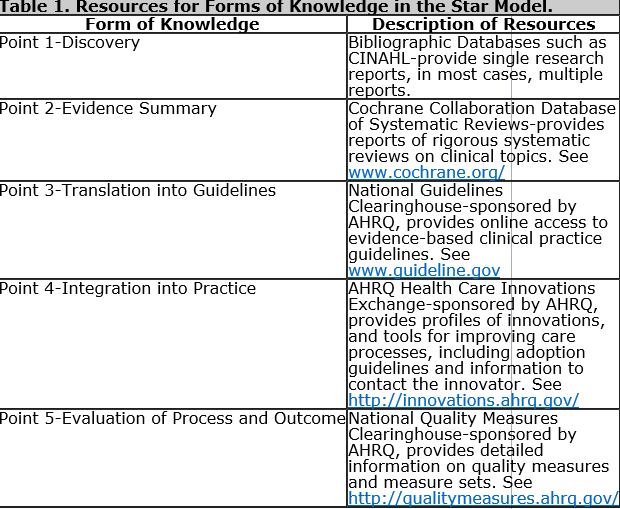 Table 1. Resources for Forms of Knowledge in the Star Model.
Form of Knowledge
Description of Resources
Point 1-Discovery
Bibliographic Databases such as
CINAHL-provide single research
reports, in most cases, multiple
reports.
Point 2-Evidence Summary
Cochrane Collaboration Database
of Systematic Reviews-provides
reports of rigorous systematic
reviews on clinical topics. See
www.cochrane.org/
Point 3-Translation into Guidelines
National Guidelines
Clearinghouse-sponsored by
AHRQ, provides online access to
evidence-based clinical practice
guidelines. See
www.guideline.gov
Point 4-Integration into Practice
AHRQ Health Care Innovations
Exchange-sponsored by AHRQ,
provides profiles of innovations,
and tools for improving care
processes, including adoption
guidelines and information to
contact the innovator. See
http://innovations.ahrq.gov/
Point 5-Evaluation of Process and Outcome
National Quality Measures
Clearinghouse-sponsored by
AHRQ, provides detailed
information on quality measures
and measure sets. See
http://qualitymeasures.ahrq.gov/